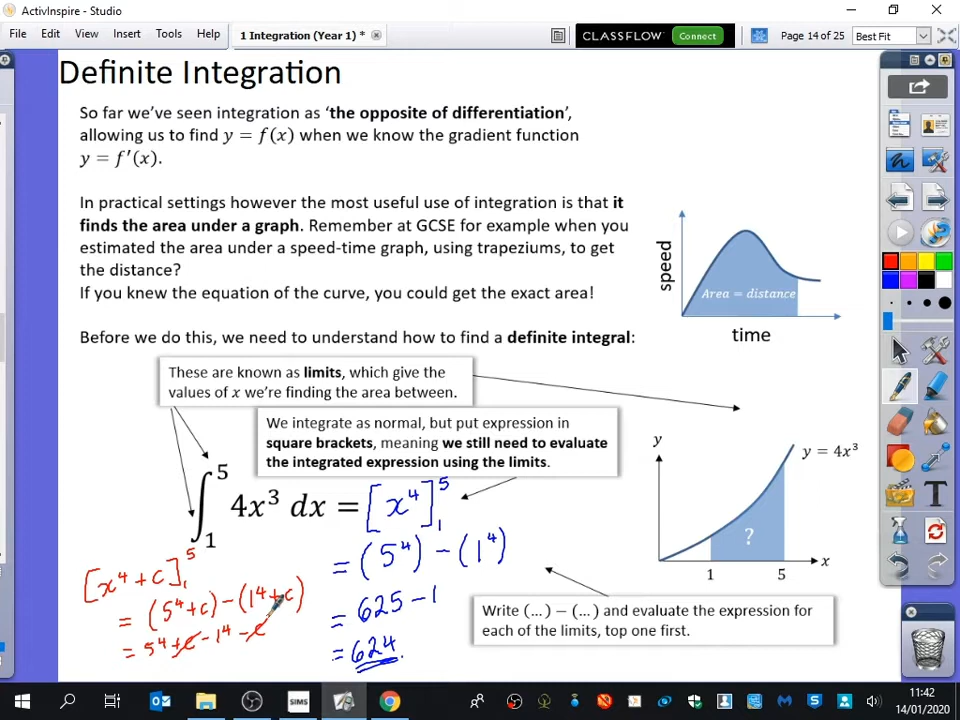 ActivInspire - Studio
File Edit View Insert Tools Help
1 Integration (Year 1) *
CLASSFLOW Connect
Page 14 of 25
Best Fit
Definite Integration
So far we've seen integration as 'the opposite of differentiation',
allowing us to find y = f(x) when we know the gradient function
y = f'(x).
In practical settings however the most useful use of integration is that it
finds the area under a graph. Remember at GCSE for example when you
estimated the area under a speed-time graph, using trapeziums, to get
the distance?
If you knew the equation of the curve, you could get the exact area!
speed
Area = distance
time
Before we do this, we need to understand how to find a definite integral:
These are known as limits, which give the
values of x we're finding the area between.
We integrate as normal, but put expression in
square brackets, meaning we still need to evaluate
the integrated expression using the limits.
∫₁⁵ 4x³ dx = [x⁴]₁⁵
= (5⁴) − (1⁴)
= 625 − 1
= 624.
[x⁴ + c]₁⁵
= (5⁴+c) − (1⁴+c)
= 5⁴+c − 1⁴ − c
y
y = 4x³
?
1 5 x
Write (...) − (...) and evaluate the expression for
each of the limits, top one first.
SIMS
11:42
14/01/2020